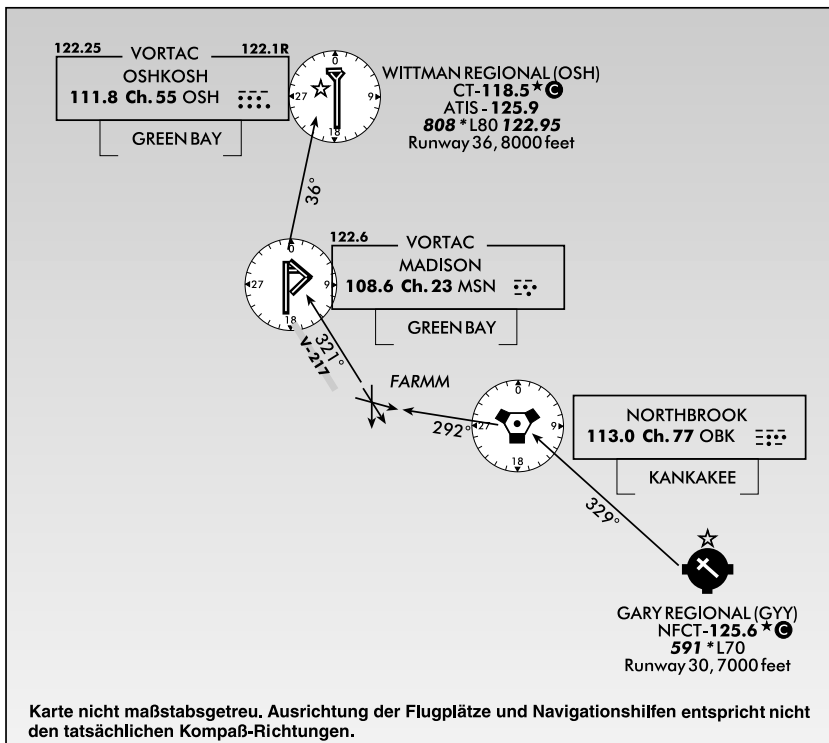 122.25 VORTAC 122.1R
OSHKOSH
111.8 Ch. 55 OSH
GREEN BAY
0
9
18
27
WITTMAN REGIONAL (OSH)
CT-118.5 ★ C
ATIS - 125.9
808 * L80 122.95
Runway 36, 8000 feet
36°
122.6 VORTAC
MADISON
108.6 Ch. 23 MSN
GREEN BAY
0
9
18
27
321°
V-217
FARMM
292°
0
9
18
27
NORTHBROOK
113.0 Ch. 77 OBK
KANKAKEE
329°
GARY REGIONAL (GYY)
NFCT-125.6 ★ C
591 * L70
Runway 30, 7000 feet
Karte nicht maßstabsgetreu. Ausrichtung der Flugplätze und Navigationshilfen entspricht nicht
den tatsächlichen Kompaß-Richtungen.